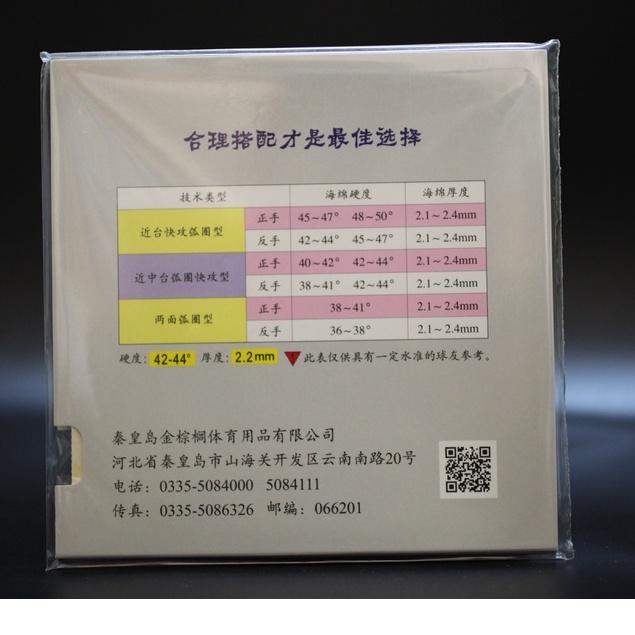 合理搭配才是最佳选择
技术类型 海绵硬度 海绵厚度
近台快攻弧圈型 正手 45～47° 48～50° 2.1～2.4mm
反手 42～44° 45～47° 2.1～2.4mm
近中台弧圈快攻型 正手 40～42° 42～44° 2.1～2.4mm
反手 38～41° 42～44° 2.1～2.4mm
两面弧圈型 正手 38～41° 2.1～2.4mm
反手 36～38° 2.1～2.4mm
硬度： 42-44° 厚度： 2.2mm ! 此表仅供具有一定水准的球友参考。
秦皇岛金棕榈体育用品有限公司
河北省秦皇岛市山海关开发区云南南路20号
电话：0335-5084000 5084111
传真：0335-5086326 邮编：066201